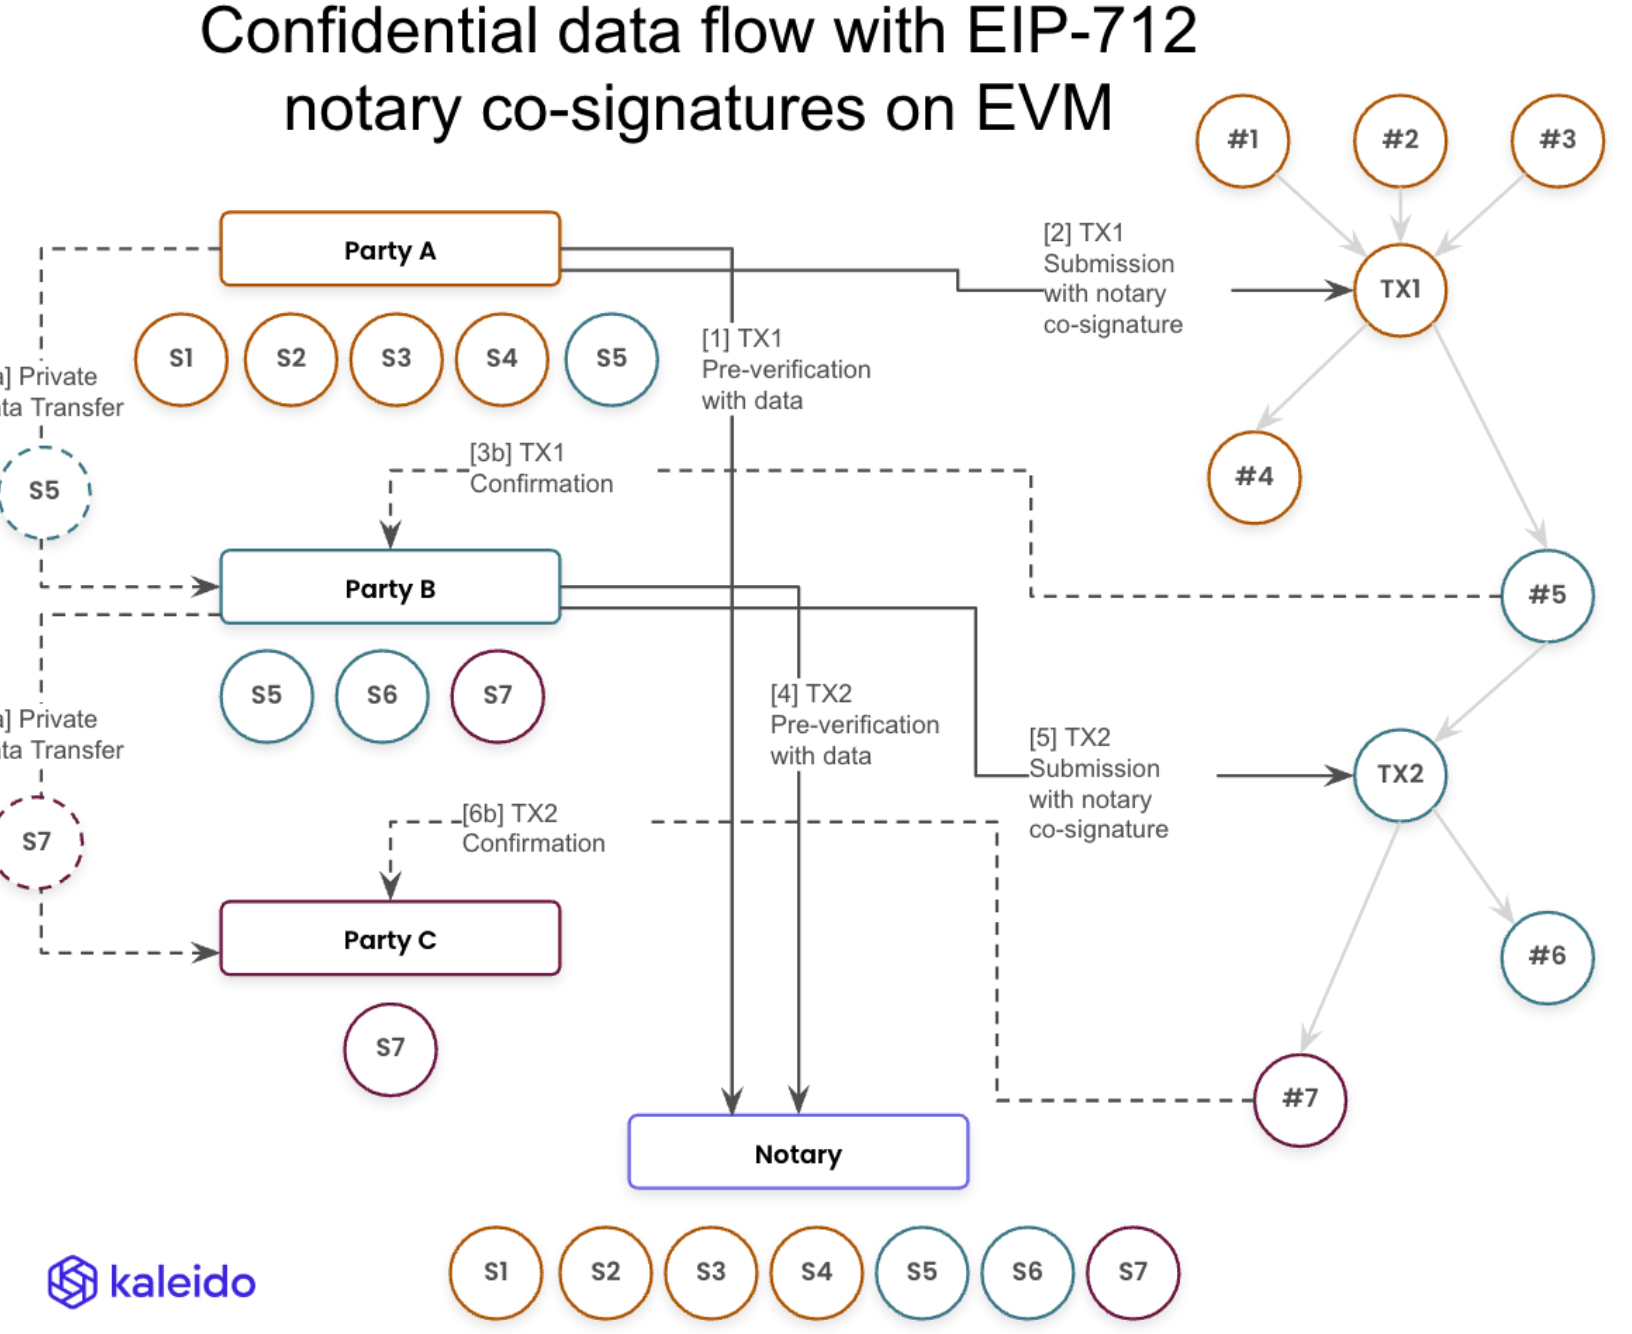 Confidential data flow with EIP-712
notary co-signatures on EVM
#1
#2
#3
Party A
[2] TX1
Submission
with notary
co-signature
TX1
S1
S2
S3
S4
S5
[1] TX1
Pre-verification
with data
a] Private
ata Transfer
S5
[3b] TX1
Confirmation
#4
Party B
#5
S5
S6
S7
[4] TX2
Pre-verification
with data
a] Private
ata Transfer
S7
[5] TX2
Submission
with notary
co-signature
TX2
[6b] TX2
Confirmation
Party C
#6
S7
#7
Notary
S1
S2
S3
S4
S5
S6
S7
kaleido